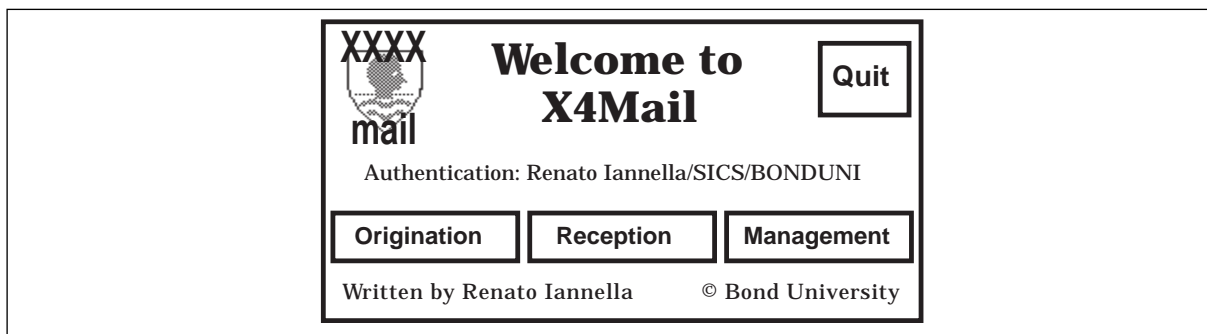 XXXX
mail
Welcome to
X4Mail
Quit
Authentication: Renato Iannella/SICS/BONDUNI
Origination
Reception
Management
Written by Renato Iannella
© Bond University